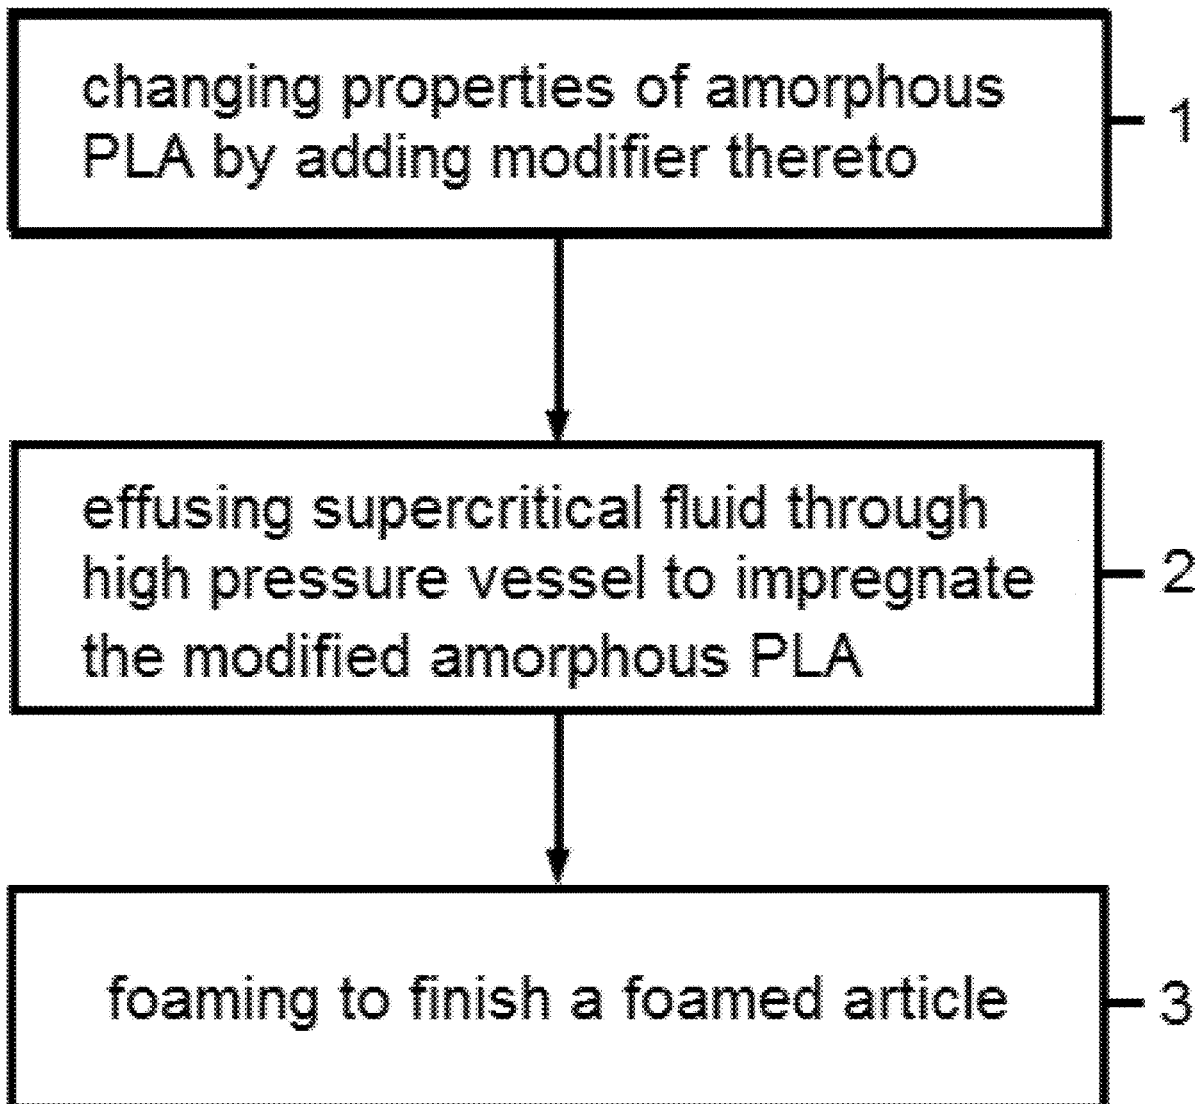 changing properties of amorphous
PLA by adding modifier thereto
1
effusing supercritical fluid through
high pressure vessel to impregnate
the modified amorphous PLA
2
foaming to finish a foamed article
3